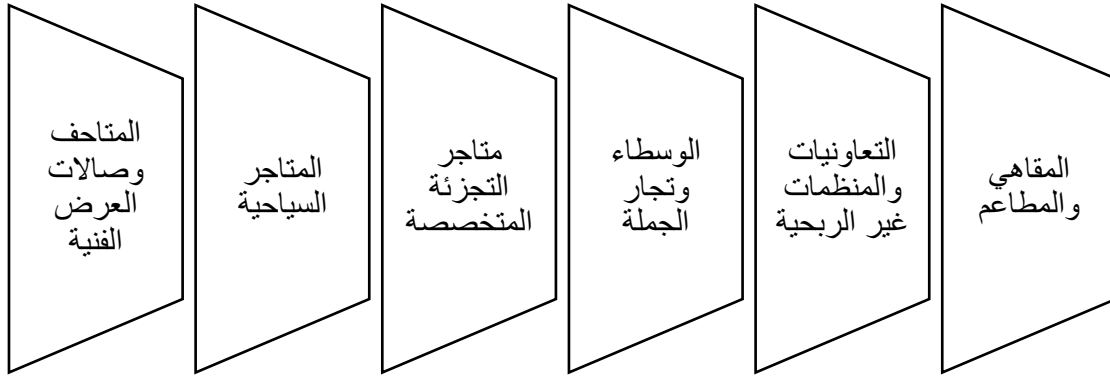 المقاهي
والمطاعم
التعاونيات
والمنظمات
غير الربحية
الوسطاء
وتجار
الجملة
متاجر
التجزئة
المتخصصة
المتاجر
السياحية
المتاحف
وصالات
العرض
الفنية